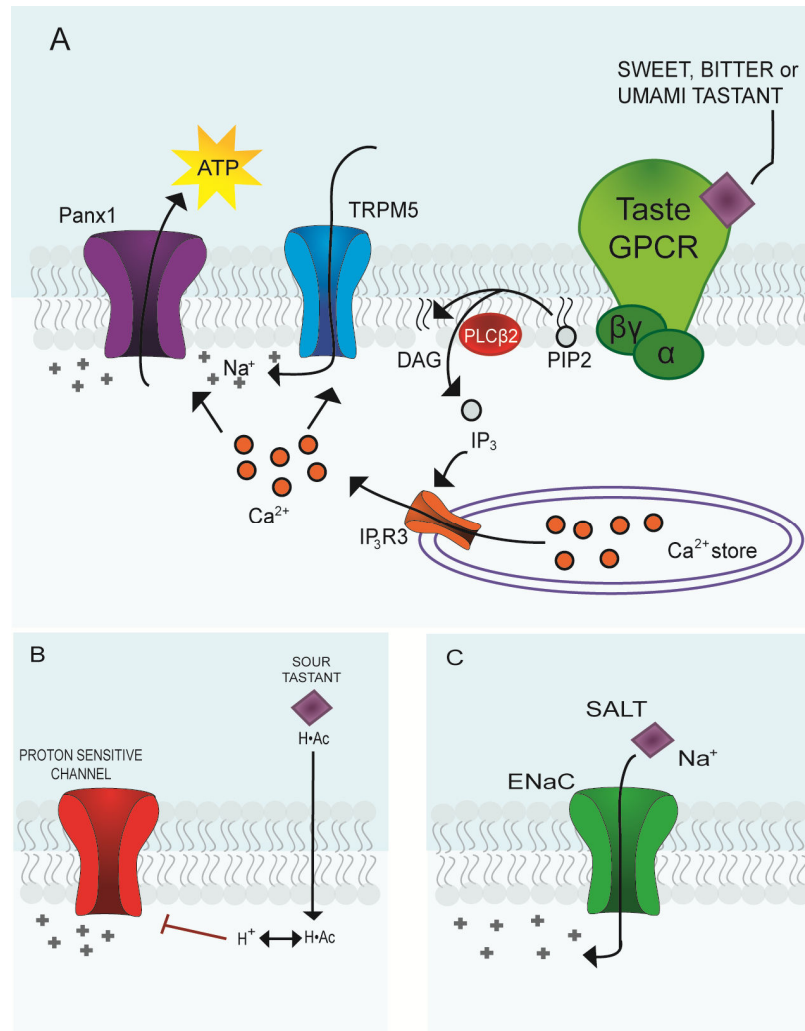 A
SWEET, BITTER or
UMAMI TASTANT
ATP
Panx1
TRPM5
Taste
GPCR
βγ
α
PLCβ2
PIP2
DAG
Na⁺
IP₃
Ca²⁺
IP₃R3
Ca²⁺ store
B
SOUR
TASTANT
H•Ac
PROTON SENSITIVE
CHANNEL
H⁺
H•Ac
C
SALT
Na⁺
ENaC